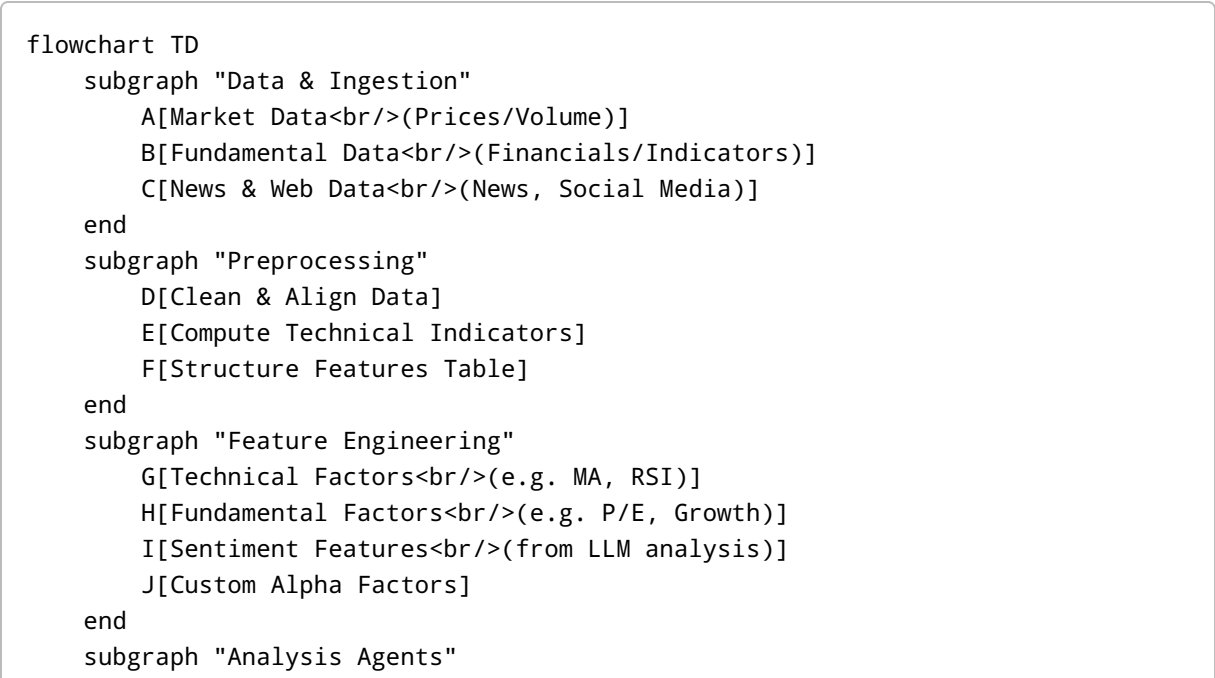 flowchart TD
    subgraph "Data & Ingestion"
        A[Market Data<br/>(Prices/Volume)]
        B[Fundamental Data<br/>(Financials/Indicators)]
        C[News & Web Data<br/>(News, Social Media)]
    end
    subgraph "Preprocessing"
        D[Clean & Align Data]
        E[Compute Technical Indicators]
        F[Structure Features Table]
    end
    subgraph "Feature Engineering"
        G[Technical Factors<br/>(e.g. MA, RSI)]
        H[Fundamental Factors<br/>(e.g. P/E, Growth)]
        I[Sentiment Features<br/>(from LLM analysis)]
        J[Custom Alpha Factors]
    end
    subgraph "Analysis Agents"